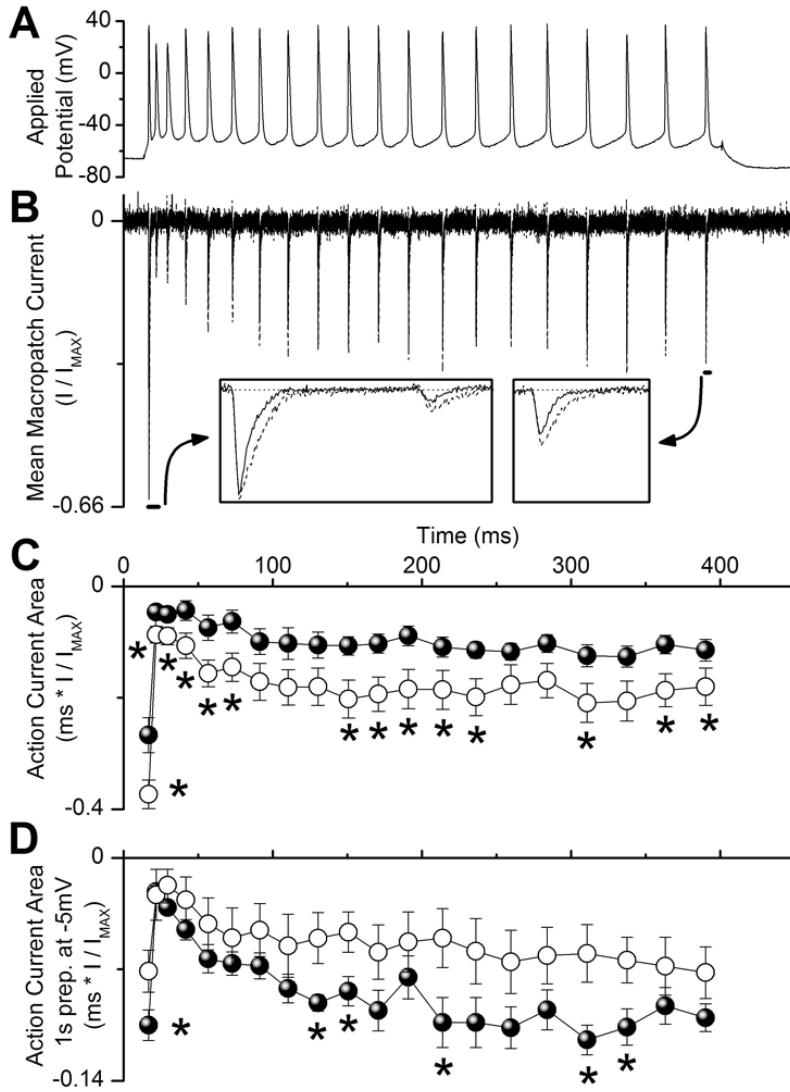 A
Applied
Potential (mV)
40
0
-40
-80
B
Mean Macropatch Current
(I / IMAX)
0
-0.66
Time (ms)
0
100
200
300
400
C
Action Current Area
(ms * I / IMAX)
0
-0.4
*
*
*
*
*
*
*
*
*
*
*
*
*
*
D
Action Current Area
1s prep. at -5mV
(ms * I / IMAX)
0
-0.14
*
*
*
*
*
*